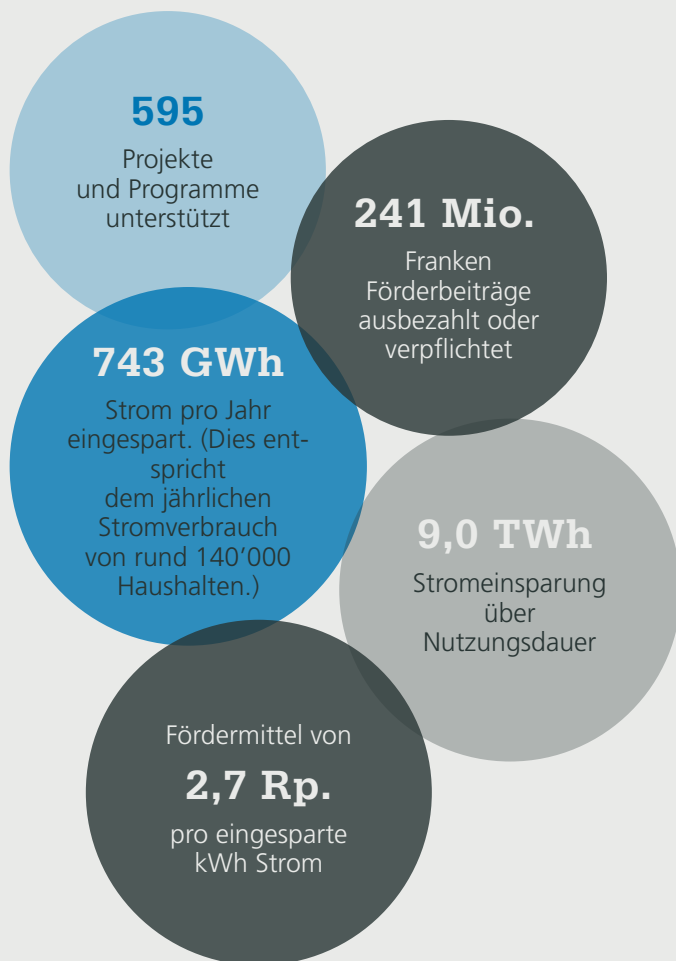 595
Projekte
und Programme
unterstützt
241 Mio.
Franken
Förderbeiträge
ausbezahlt oder
verpflichtet
743 GWh
Strom pro Jahr
eingespart. (Dies ent-
spricht
dem jährlichen
Stromverbrauch
von rund 140’000
Haushalten.)
9,0 TWh
Stromeinsparung
über
Nutzungsdauer
Fördermittel von
2,7 Rp.
pro eingesparte
kWh Strom